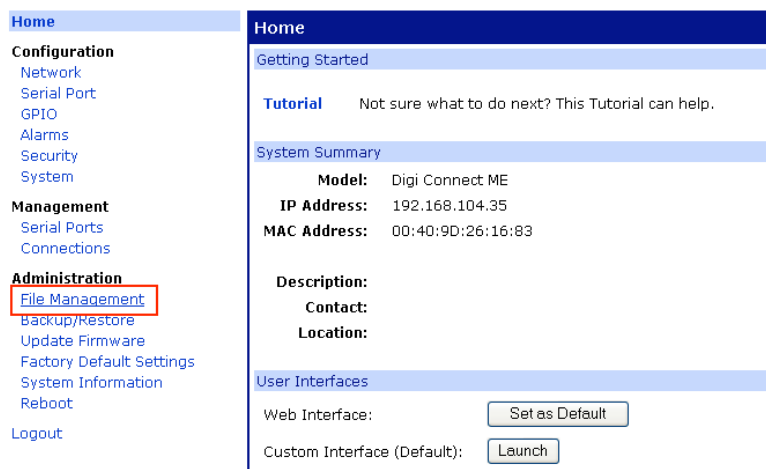 Home
Configuration
Network
Serial Port
GPIO
Alarms
Security
System
Management
Serial Ports
Connections
Administration
File Management
Backup/Restore
Update Firmware
Factory Default Settings
System Information
Reboot
Logout
Home
Getting Started
Tutorial Not sure what to do next? This Tutorial can help.
System Summary
Model: Digi Connect ME
IP Address: 192.168.104.35
MAC Address: 00:40:9D:26:16:83
Description:
Contact:
Location:
User Interfaces
Web Interface: Set as Default
Custom Interface (Default): Launch